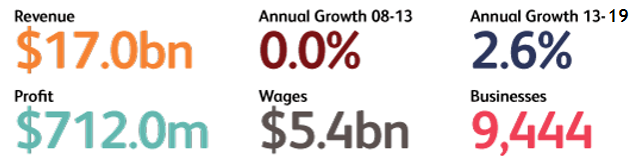 Revenue
$17.0bn
Annual Growth 08-13
0.0%
Annual Growth 13-19
2.6%
Profit
$712.0m
Wages
$5.4bn
Businesses
9,444